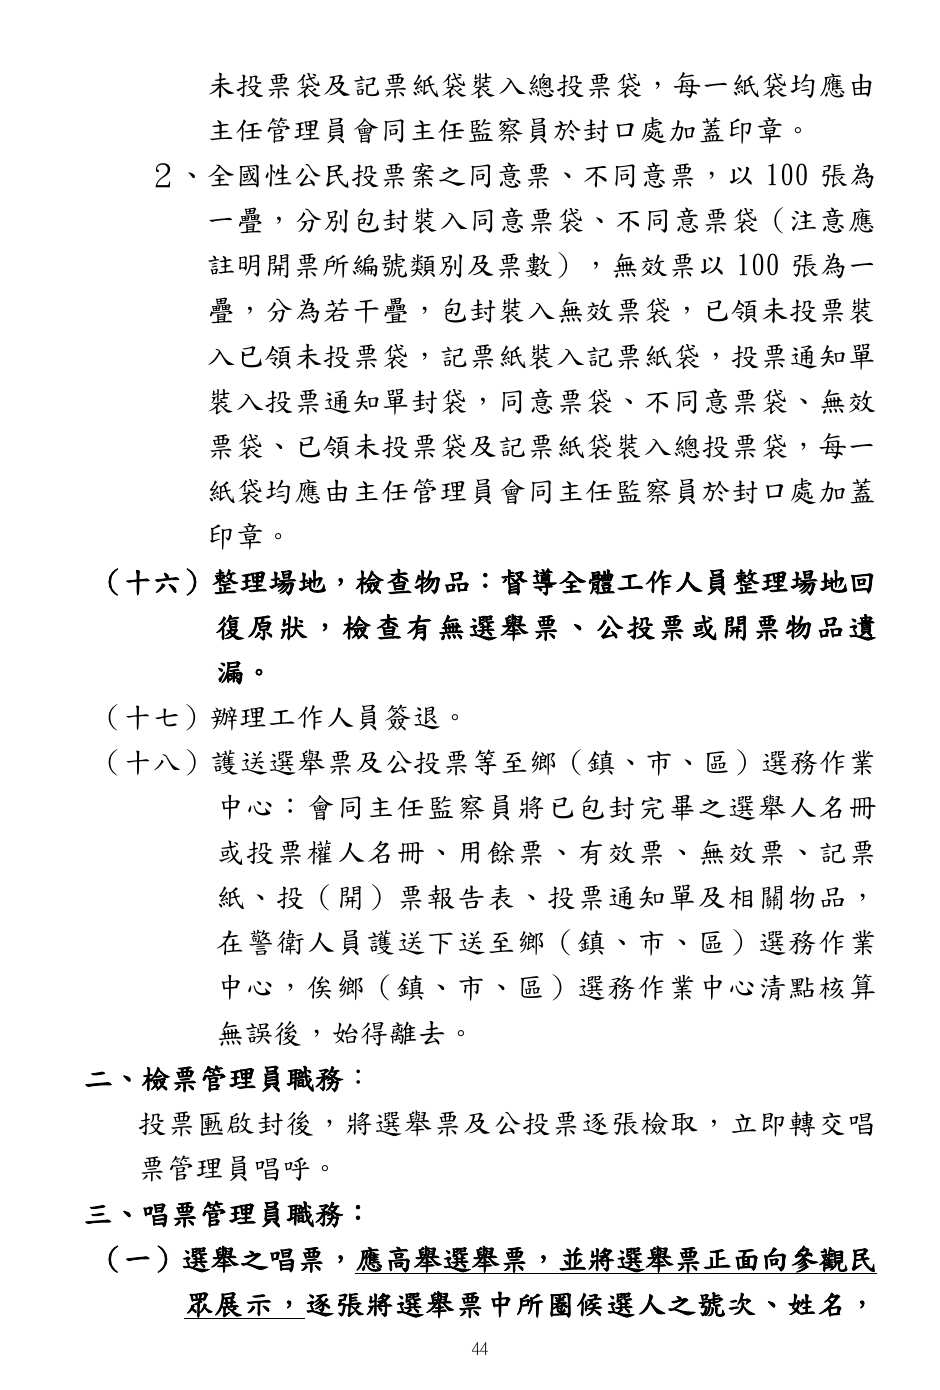 未投票袋及記票紙袋裝入總投票袋，每一紙袋均應由
主任管理員會同主任監察員於封口處加蓋印章。
２、全國性公民投票案之同意票、不同意票，以 100 張為
一疊，分別包封裝入同意票袋、不同意票袋（注意應
註明開票所編號類別及票數），無效票以 100 張為一
疊，分為若干疊，包封裝入無效票袋，已領未投票裝
入已領未投票袋，記票紙裝入記票紙袋，投票通知單
裝入投票通知單封袋，同意票袋、不同意票袋、無效
票袋、已領未投票袋及記票紙袋裝入總投票袋，每一
紙袋均應由主任管理員會同主任監察員於封口處加蓋
印章。
（十六）整理場地，檢查物品：督導全體工作人員整理場地回
復原狀，檢查有無選舉票、公投票或開票物品遺
漏。
（十七）辦理工作人員簽退。
（十八）護送選舉票及公投票等至鄉（鎮、市、區）選務作業
中心：會同主任監察員將已包封完畢之選舉人名冊
或投票權人名冊、用餘票、有效票、無效票、記票
紙、投（開）票報告表、投票通知單及相關物品，
在警衛人員護送下送至鄉（鎮、市、區）選務作業
中心，俟鄉（鎮、市、區）選務作業中心清點核算
無誤後，始得離去。
二、檢票管理員職務：
投票匭啟封後，將選舉票及公投票逐張檢取，立即轉交唱
票管理員唱呼。
三、唱票管理員職務：
（一）選舉之唱票，應高舉選舉票，並將選舉票正面向參觀民
眾展示，逐張將選舉票中所圈候選人之號次、姓名，
44